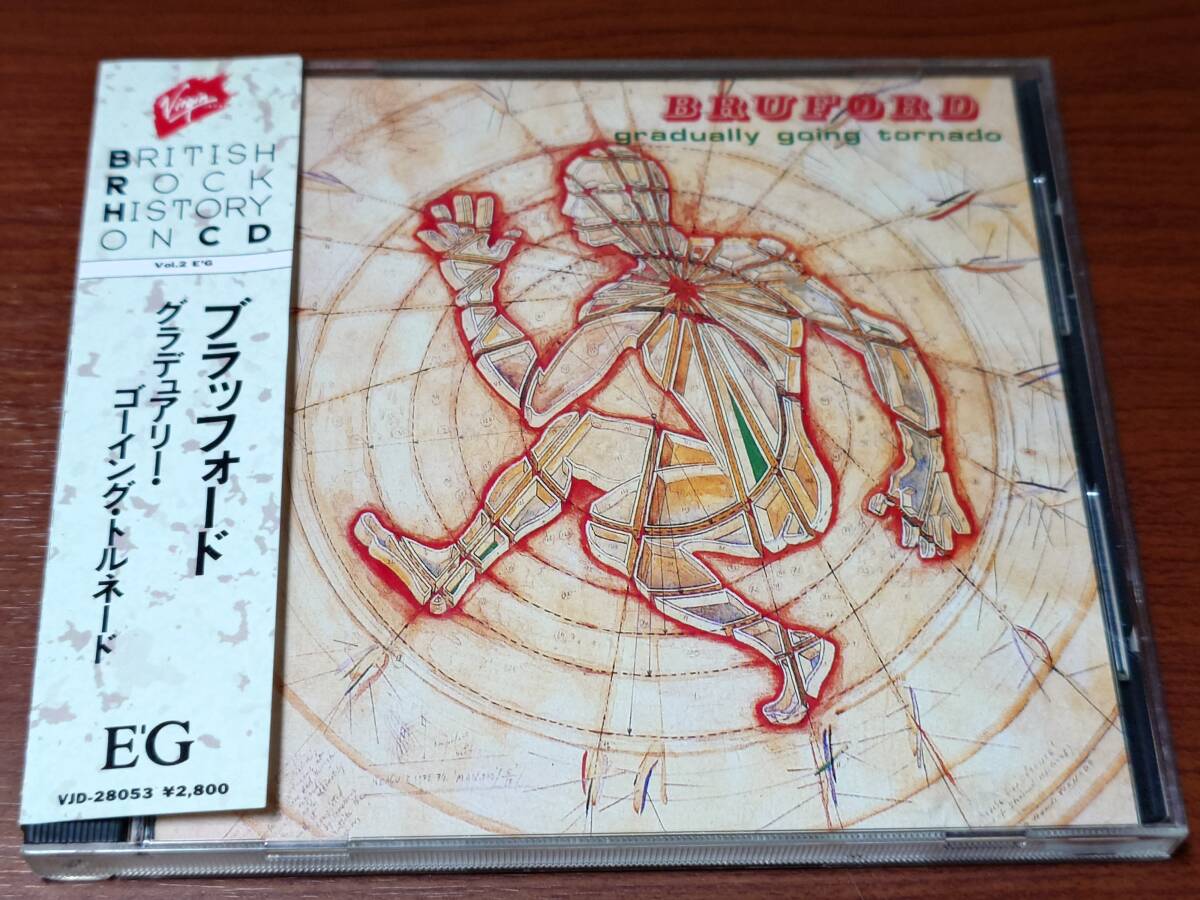 Virgin
BRITISH
ROCK
HISTORY
ON CD
Vol.2 E'G
ブラッフォード
グラデュアリー!
ゴーイング・トルネード
E'G
VJD-28053 ¥2,800
BRUFORD
gradually going tornado